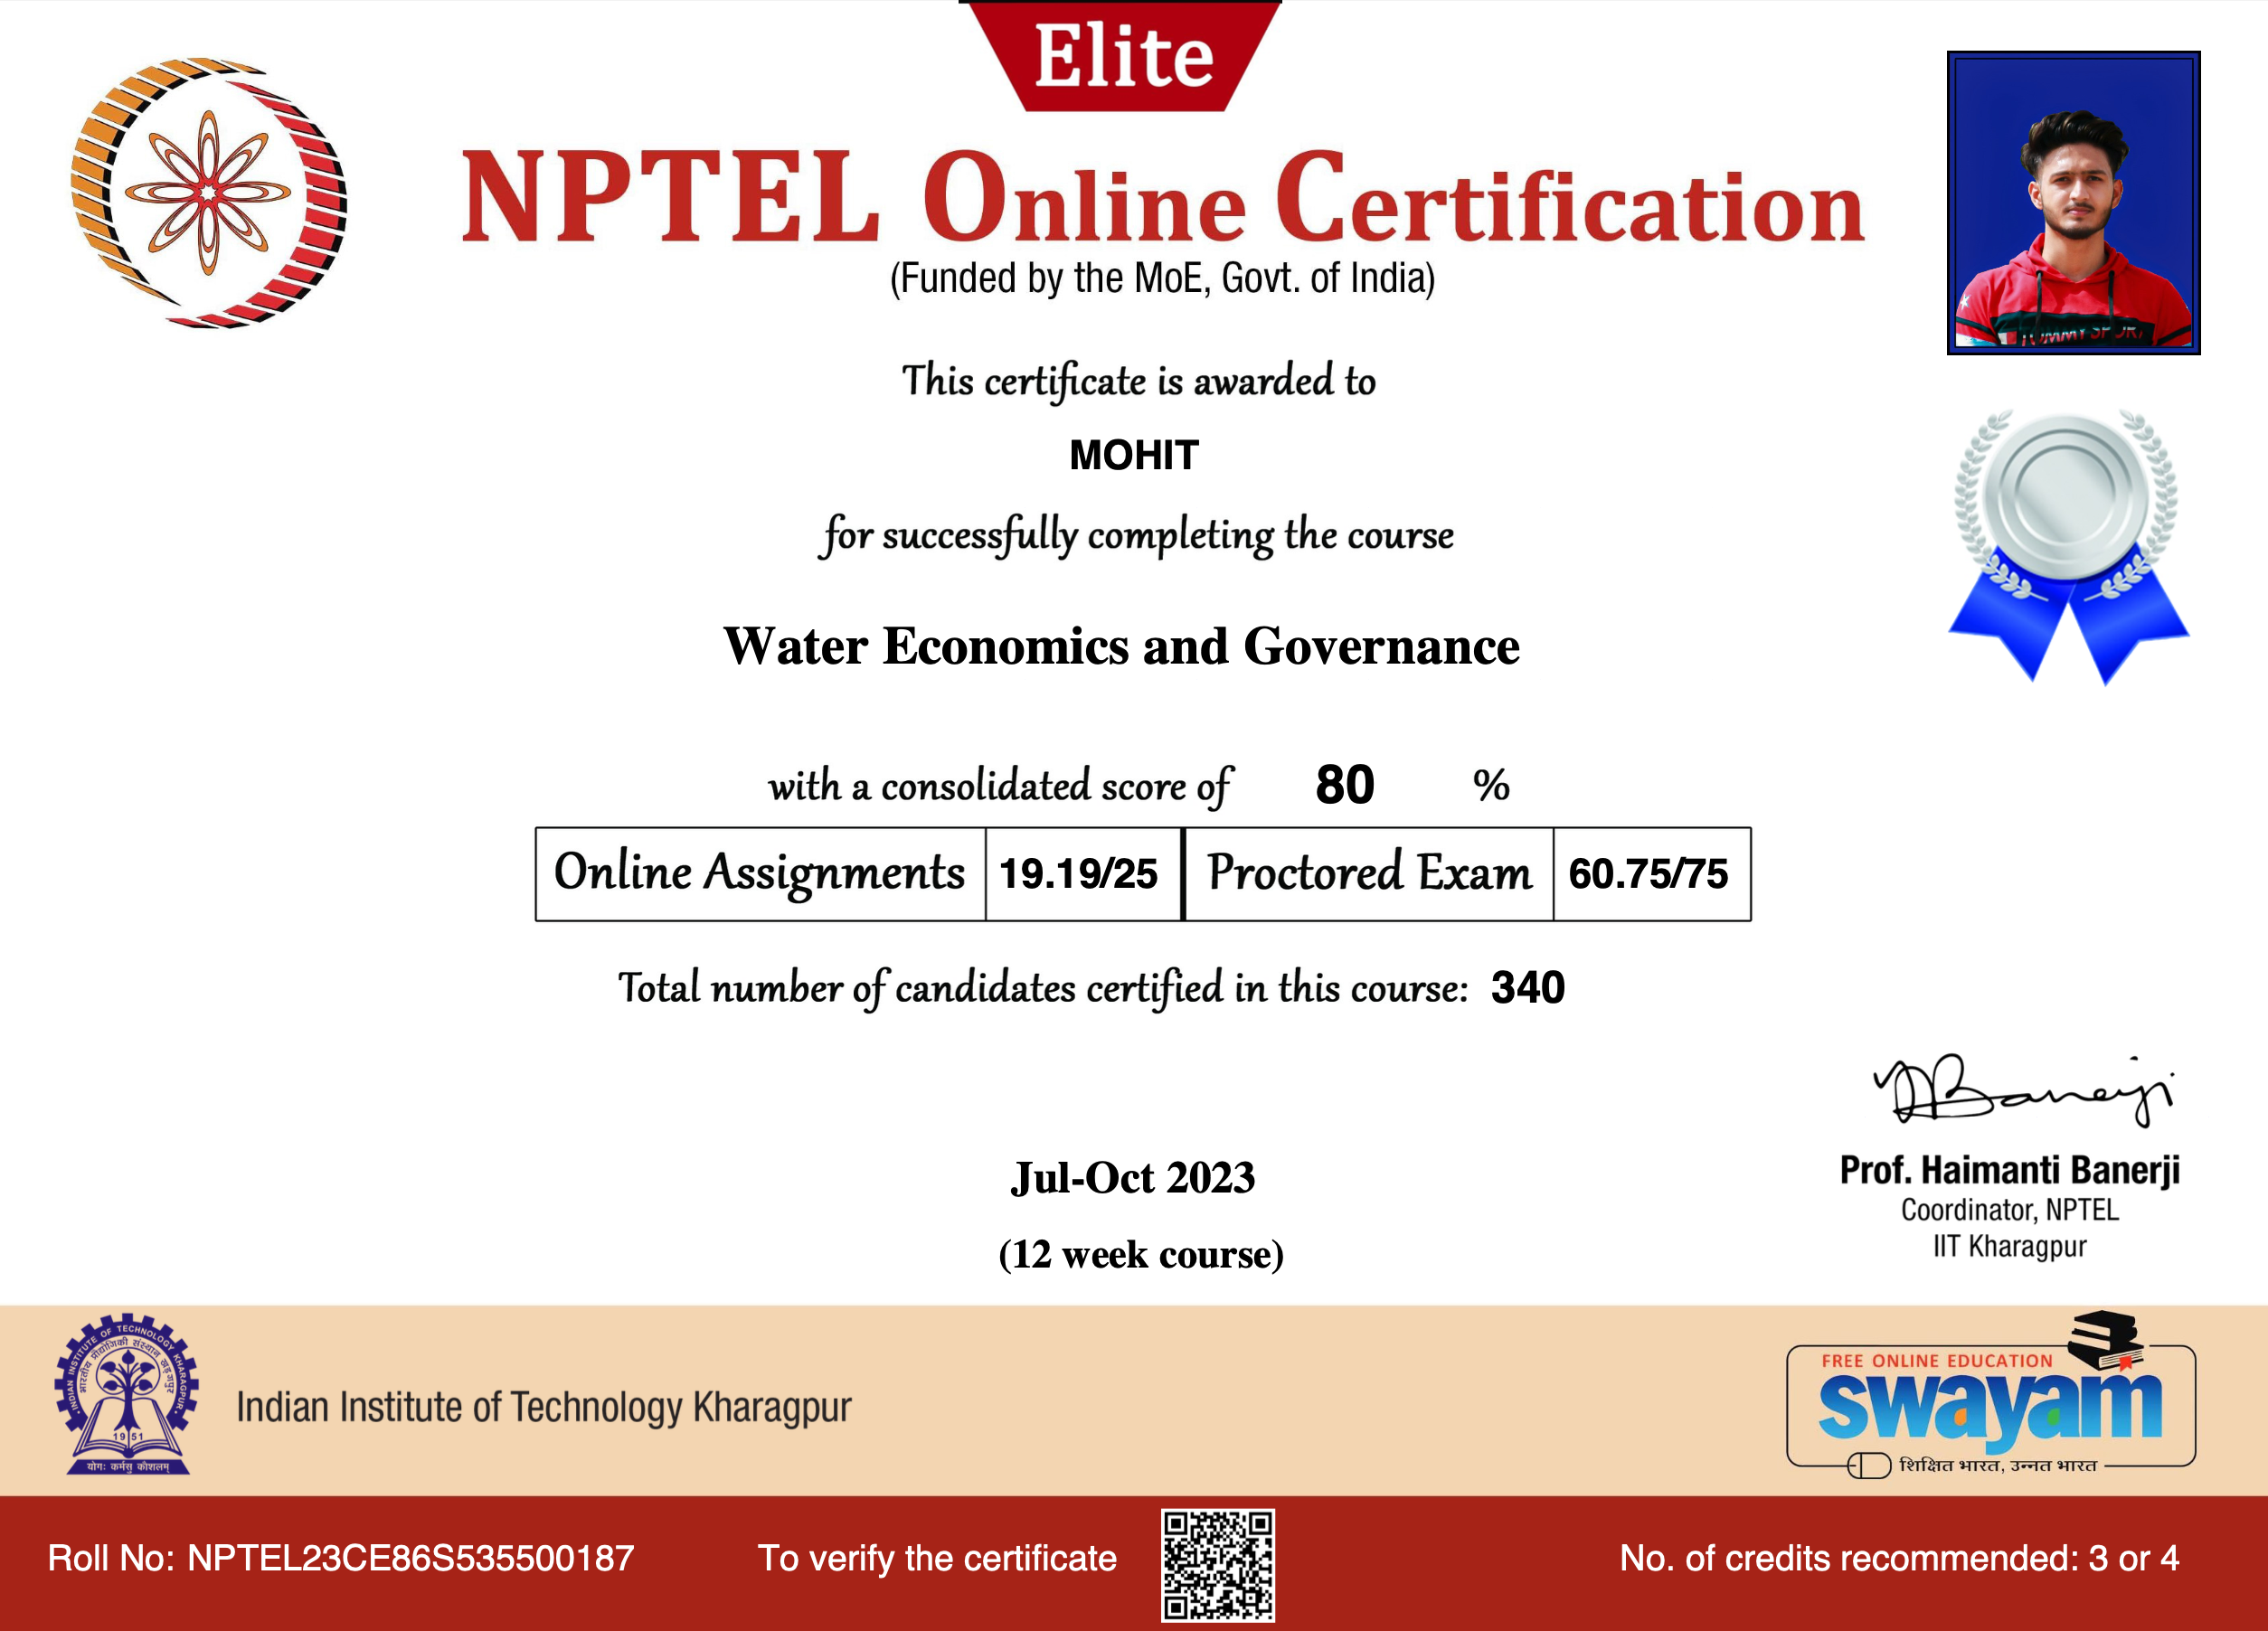 Elite
NPTEL Online Certification
(Funded by the MoE, Govt. of India)
This certificate is awarded to
MOHIT
for successfully completing the course
Water Economics and Governance
with a consolidated score of 80 %
Online Assignments 19.19/25 Proctored Exam 60.75/75
Total number of candidates certified in this course: 340
Jul-Oct 2023
(12 week course)
Prof. Haimanti Banerji
Coordinator, NPTEL
IIT Kharagpur
TOMMY SPORT
INDIAN INSTITUTE OF TECHNOLOGY KHARAGPUR
भारतीय प्रौद्योगिकी संस्थान खड़गपुर
1951
योगः कर्मसु कौशलम्
Indian Institute of Technology Kharagpur
FREE ONLINE EDUCATION
swayam
शिक्षित भारत, उन्नत भारत
Roll No: NPTEL23CE86S535500187
To verify the certificate
No. of credits recommended: 3 or 4